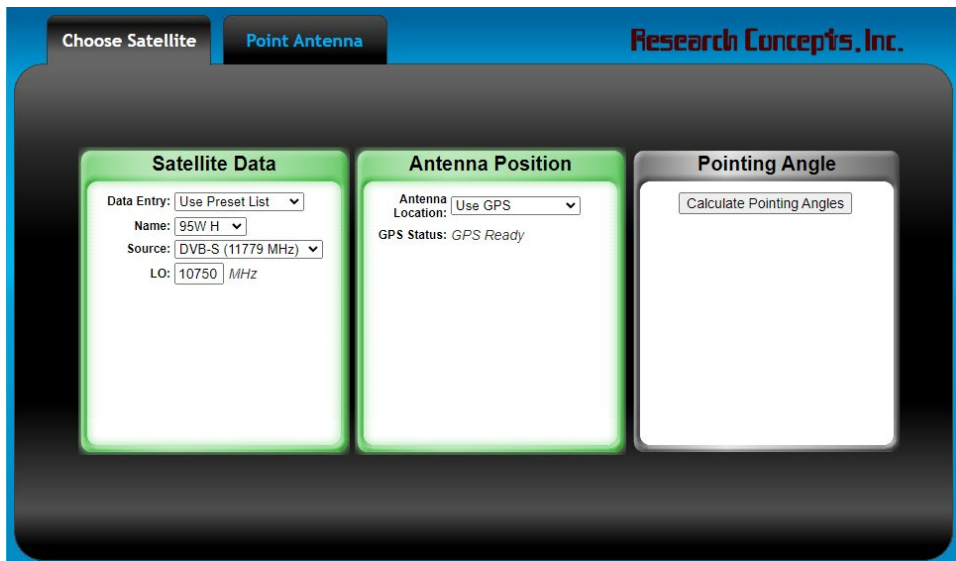 Choose Satellite
Point Antenna
Research Concepts, Inc.
Satellite Data
Data Entry: Use Preset List
Name: 95W H
Source: DVB-S (11779 MHz)
LO: 10750 MHz
Antenna Position
Antenna
Location: Use GPS
GPS Status: GPS Ready
Pointing Angle
Calculate Pointing Angles